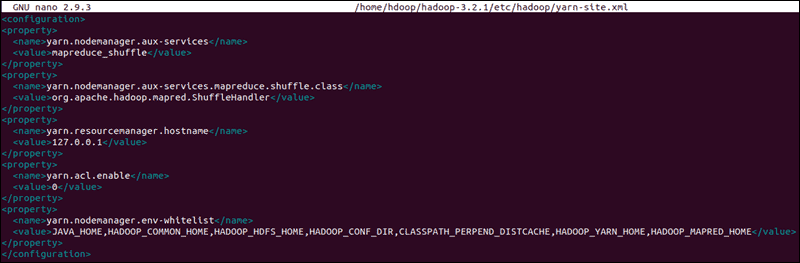 GNU nano 2.9.3 /home/hdoop/hadoop-3.2.1/etc/hadoop/yarn-site.xml
<configuration>
<property>
<name>yarn.nodemanager.aux-services</name>
<value>mapreduce_shuffle</value>
</property>
<property>
<name>yarn.nodemanager.aux-services.mapreduce.shuffle.class</name>
<value>org.apache.hadoop.mapred.ShuffleHandler</value>
</property>
<property>
<name>yarn.resourcemanager.hostname</name>
<value>127.0.0.1</value>
</property>
<property>
<name>yarn.acl.enable</name>
<value>0</value>
</property>
<property>
<name>yarn.nodemanager.env-whitelist</name>
<value>JAVA_HOME,HADOOP_COMMON_HOME,HADOOP_HDFS_HOME,HADOOP_CONF_DIR,CLASSPATH_PERPEND_DISTCACHE,HADOOP_YARN_HOME,HADOOP_MAPRED_HOME</value>
</property>
</configuration>